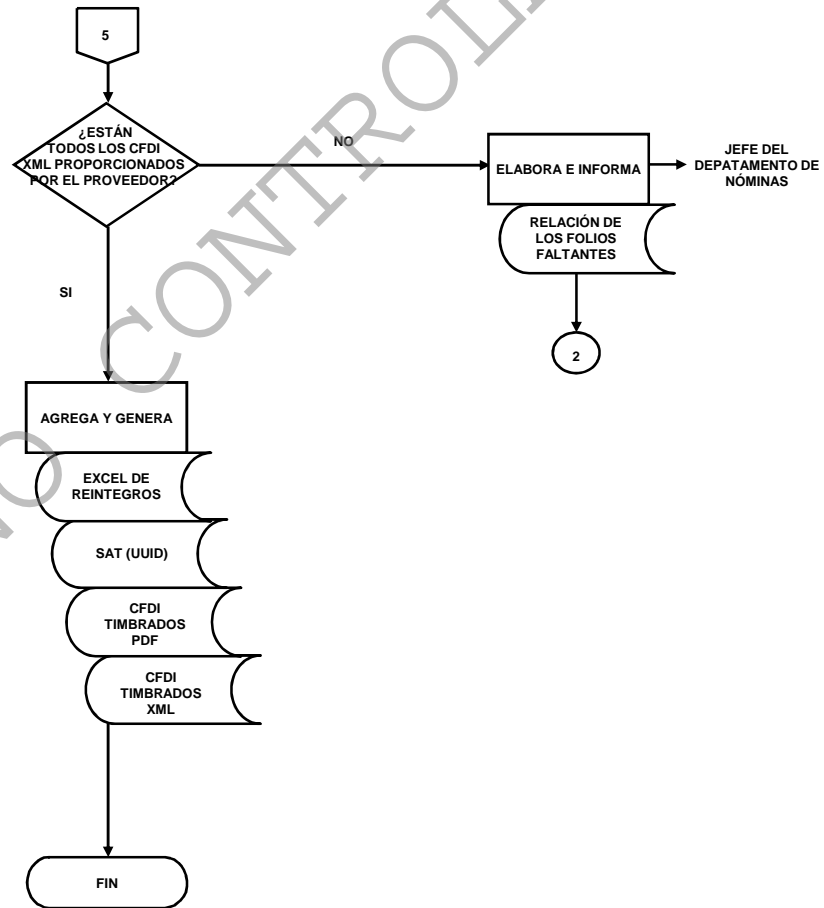 5
¿ESTÁN
TODOS LOS CFDI
XML PROPORCIONADOS
POR EL PROVEEDOR?
NO
ELABORA E INFORMA
JEFE DEL
DEPATAMENTO DE
NÓMINAS
RELACIÓN DE
LOS FOLIOS
FALTANTES
2
SI
AGREGA Y GENERA
EXCEL DE
REINTEGROS
SAT (UUID)
CFDI
TIMBRADOS
PDF
CFDI
TIMBRADOS
XML
FIN
NO CONTROL